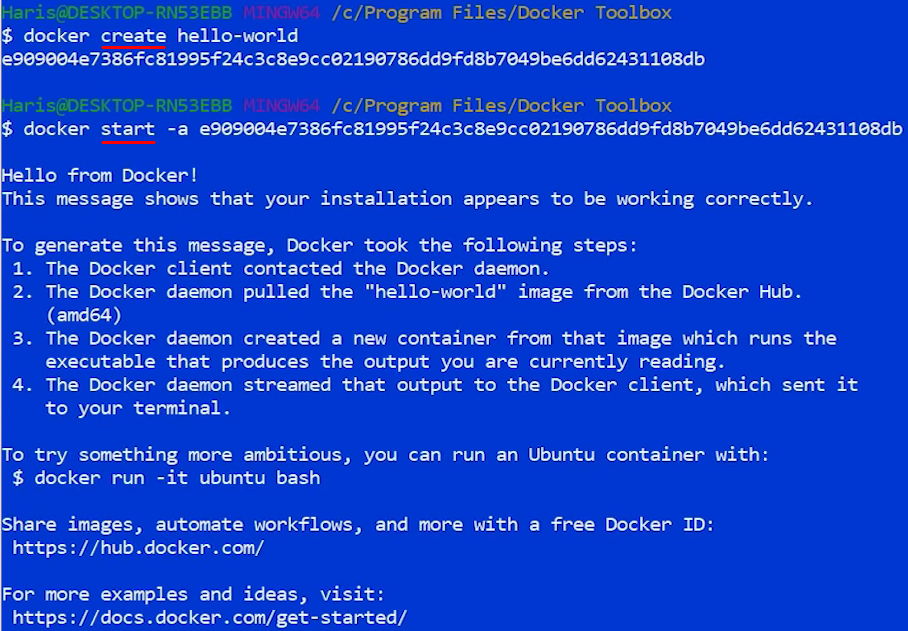 Haris@DESKTOP-RN53EBB MINGW64 /c/Program Files/Docker Toolbox
$ docker create hello-world
e909004e7386fc81995f24c3c8e9cc02190786dd9fd8b7049be6dd62431108db
Haris@DESKTOP-RN53EBB MINGW64 /c/Program Files/Docker Toolbox
$ docker start -a e909004e7386fc81995f24c3c8e9cc02190786dd9fd8b7049be6dd62431108db
Hello from Docker!
This message shows that your installation appears to be working correctly.
To generate this message, Docker took the following steps:
1. The Docker client contacted the Docker daemon.
2. The Docker daemon pulled the "hello-world" image from the Docker Hub.
(amd64)
3. The Docker daemon created a new container from that image which runs the
executable that produces the output you are currently reading.
4. The Docker daemon streamed that output to the Docker client, which sent it
to your terminal.
To try something more ambitious, you can run an Ubuntu container with:
$ docker run -it ubuntu bash
Share images, automate workflows, and more with a free Docker ID:
https://hub.docker.com/
For more examples and ideas, visit:
https://docs.docker.com/get-started/